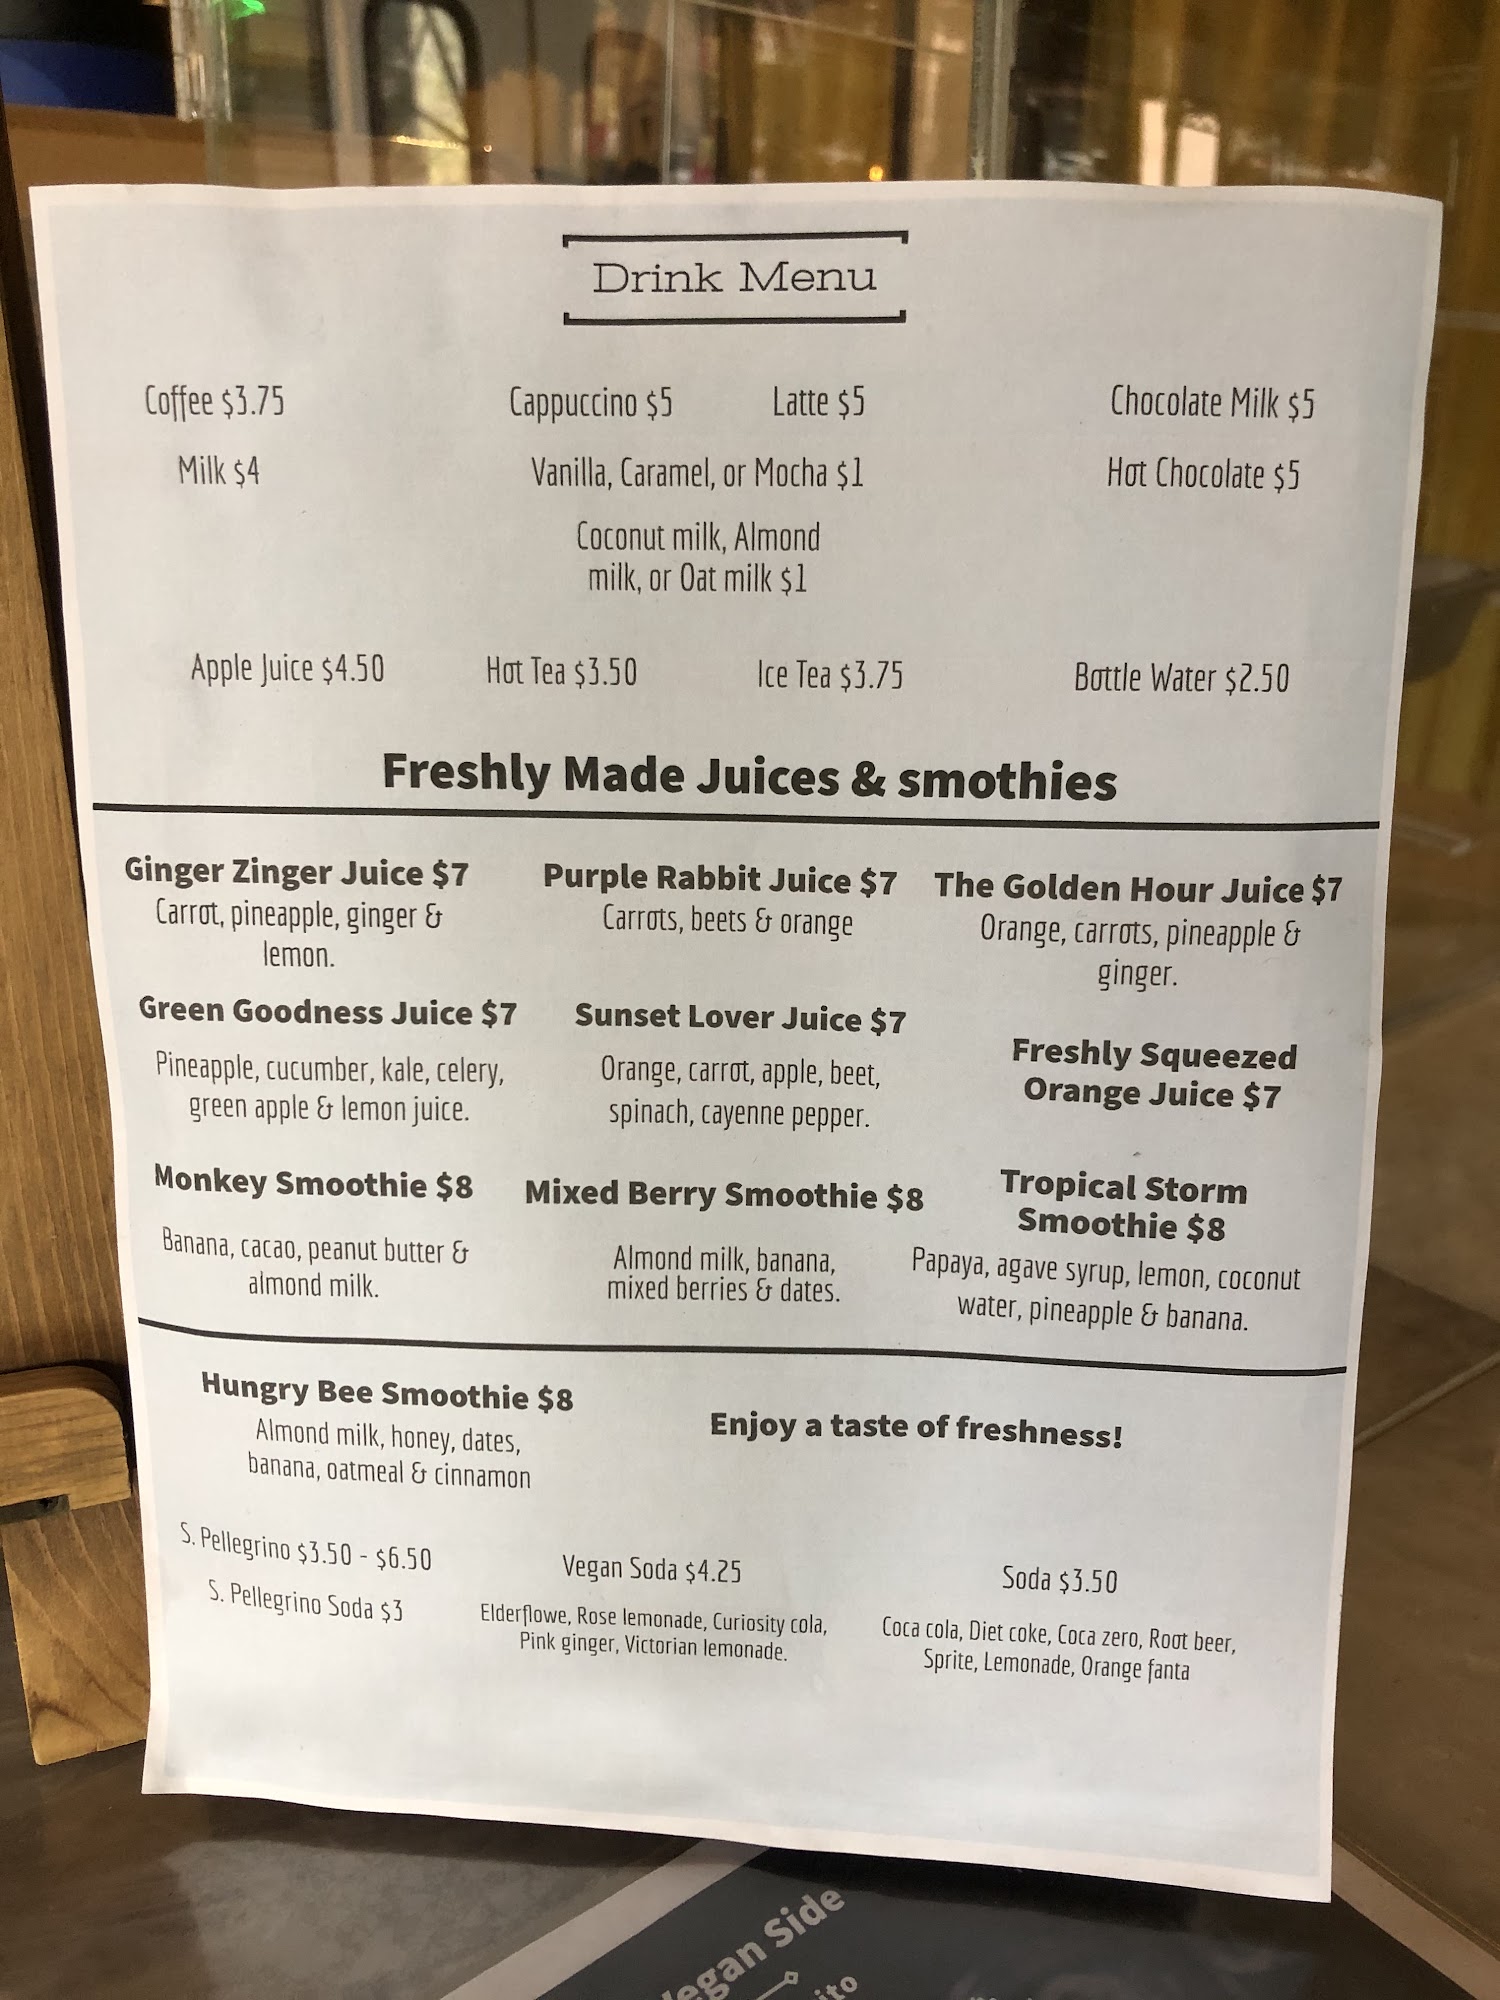 Drink Menu
Coffee $3.75
Cappuccino $5
Latte $5
Chocolate Milk $5
Milk $4
Vanilla, Caramel, or Mocha $1
Hot Chocolate $5
Coconut milk, Almond
milk, or Oat milk $1
Apple Juice $4.50
Hot Tea $3.50
Ice Tea $3.75
Bottle Water $2.50
Freshly Made Juices & smothies
Ginger Zinger Juice $7
Carrot, pineapple, ginger &
lemon.
Purple Rabbit Juice $7
Carrots, beets & orange
The Golden Hour Juice $7
Orange, carrots, pineapple &
ginger.
Green Goodness Juice $7
Pineapple, cucumber, kale, celery,
green apple & lemon juice.
Sunset Lover Juice $7
Orange, carrot, apple, beet,
spinach, cayenne pepper.
Freshly Squeezed
Orange Juice $7
Monkey Smoothie $8
Banana, cacao, peanut butter &
almond milk.
Mixed Berry Smoothie $8
Almond milk, banana,
mixed berries & dates.
Tropical Storm
Smoothie $8
Papaya, agave syrup, lemon, coconut
water, pineapple & banana.
Hungry Bee Smoothie $8
Almond milk, honey, dates,
banana, oatmeal & cinnamon
Enjoy a taste of freshness!
S. Pellegrino $3.50 - $6.50
S. Pellegrino Soda $3
Vegan Soda $4.25
Elderflowe, Rose lemonade, Curiosity cola,
Pink ginger, Victorian lemonade.
Soda $3.50
Coca cola, Diet coke, Coca zero, Root beer,
Sprite, Lemonade, Orange fanta
Vegan Side